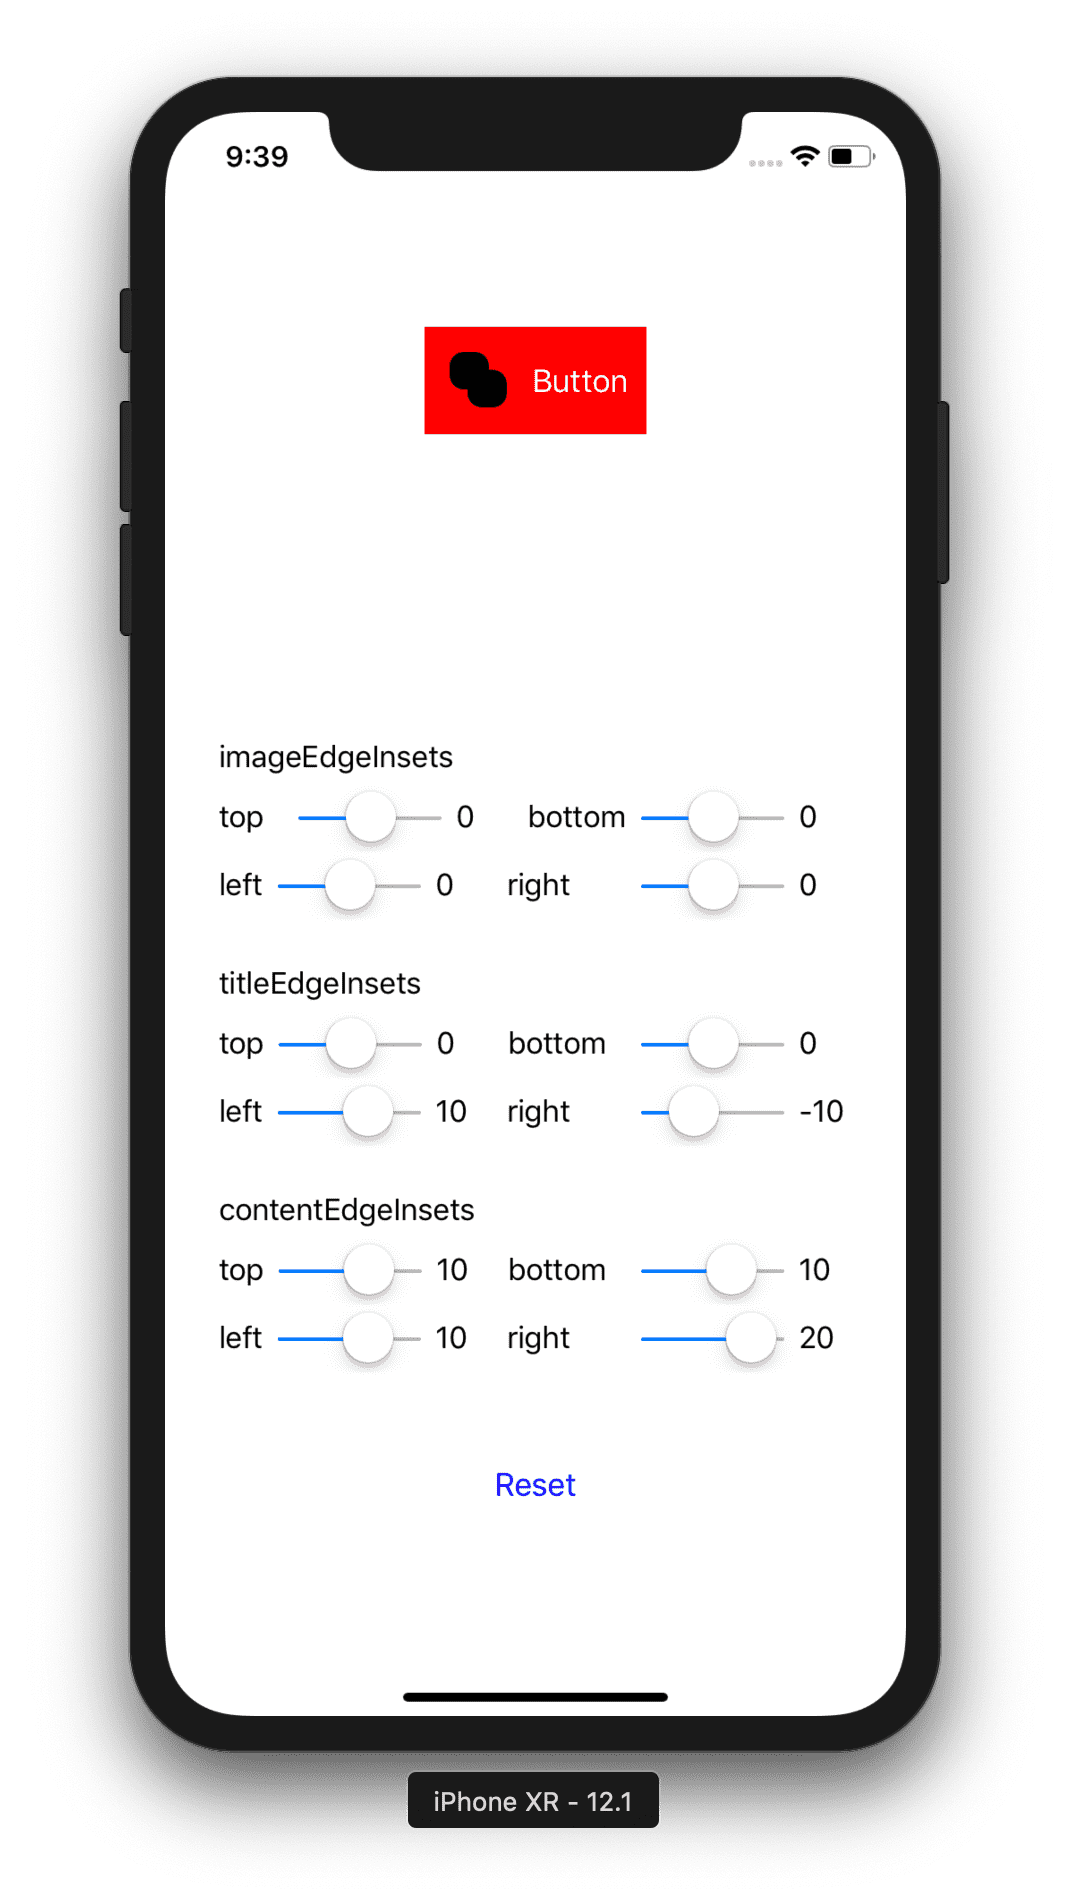 9:39
Button
imageEdgeInsets
top 0 bottom 0
left 0 right 0
titleEdgeInsets
top 0 bottom 0
left 10 right -10
contentEdgeInsets
top 10 bottom 10
left 10 right 20
Reset
iPhone XR - 12.1